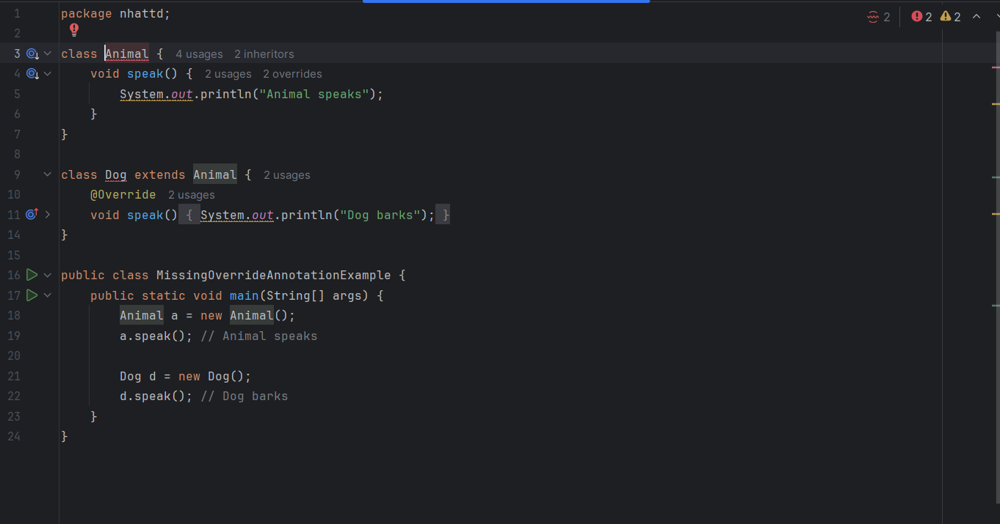 1 package nhattd;
2 2 2 2
3 class Animal { 4 usages 2 inheritors
4 void speak() { 2 usages 2 overrides
5 System.out.println("Animal speaks");
6 }
7 }
8
9 class Dog extends Animal { 2 usages
10 @Override 2 usages
11 void speak() { System.out.println("Dog barks"); }
14 }
15
16 public class MissingOverrideAnnotationExample {
17 public static void main(String[] args) {
18 Animal a = new Animal();
19 a.speak(); // Animal speaks
20
21 Dog d = new Dog();
22 d.speak(); // Dog barks
23 }
24 }